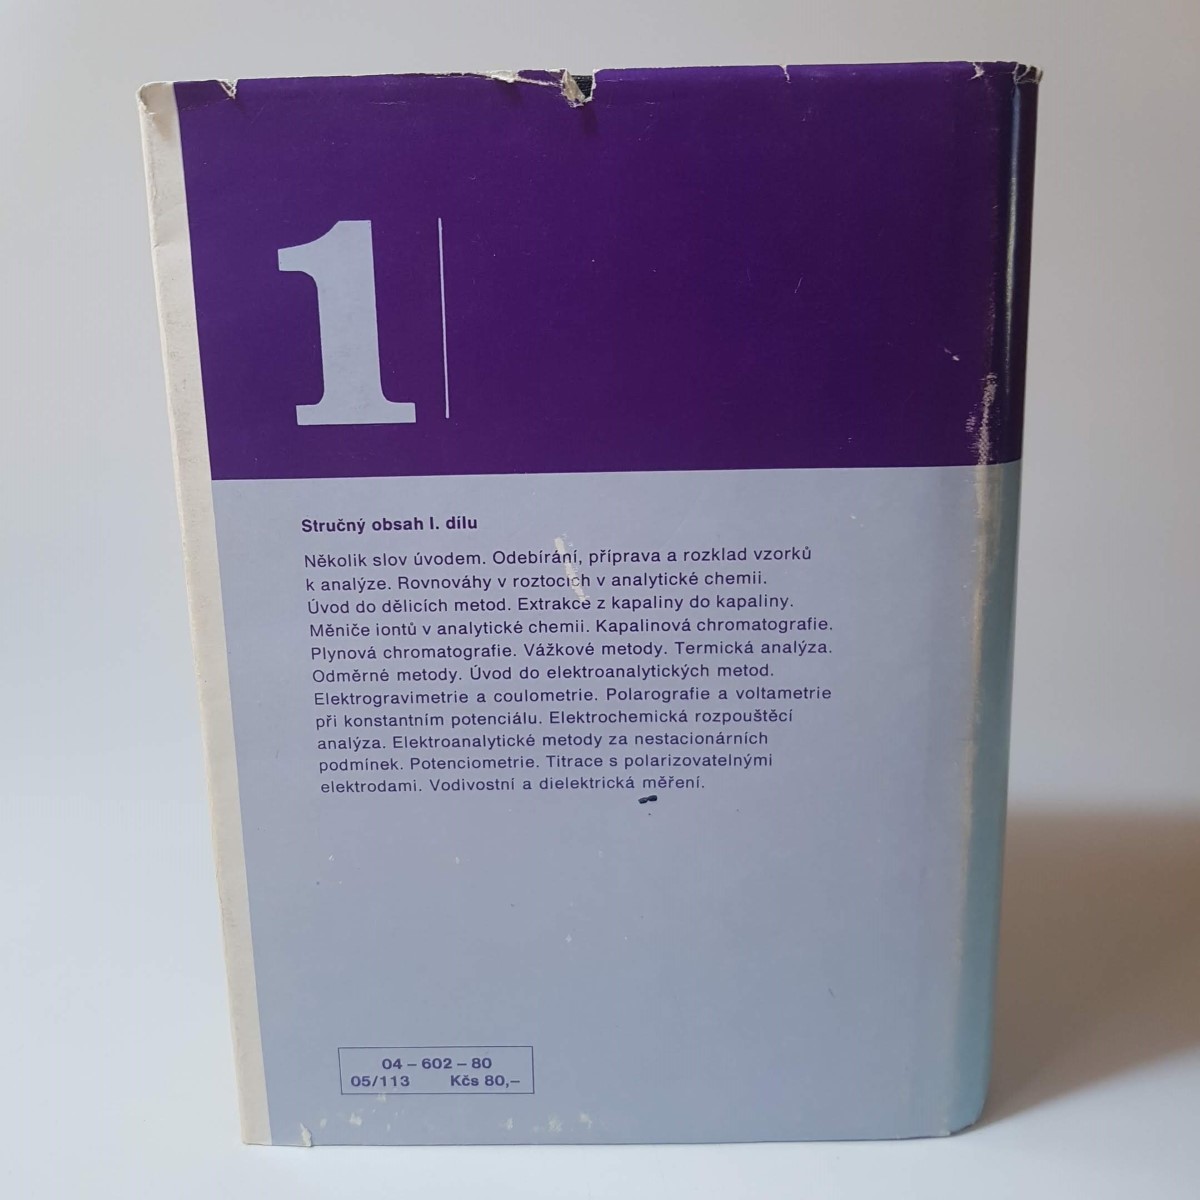 1
Stručný obsah I. dílu
Několik slov úvodem. Odebírání, příprava a rozklad vzorků
k analýze. Rovnováhy v roztocích v analytické chemii.
Úvod do dělicích metod. Extrakce z kapaliny do kapaliny.
Měniče iontů v analytické chemii. Kapalinová chromatografie.
Plynová chromatografie. Vážkové metody. Termická analýza.
Odměrné metody. Úvod do elektroanalytických metod.
Elektrogravimetrie a coulometrie. Polarografie a voltametrie
při konstantním potenciálu. Elektrochemická rozpouštěcí
analýza. Elektroanalytické metody za nestacionárních
podmínek. Potenciometrie. Titrace s polarizovatelnými
elektrodami. Vodivostní a dielektrická měření.
04 – 602 – 80
05/113 Kčs 80,–